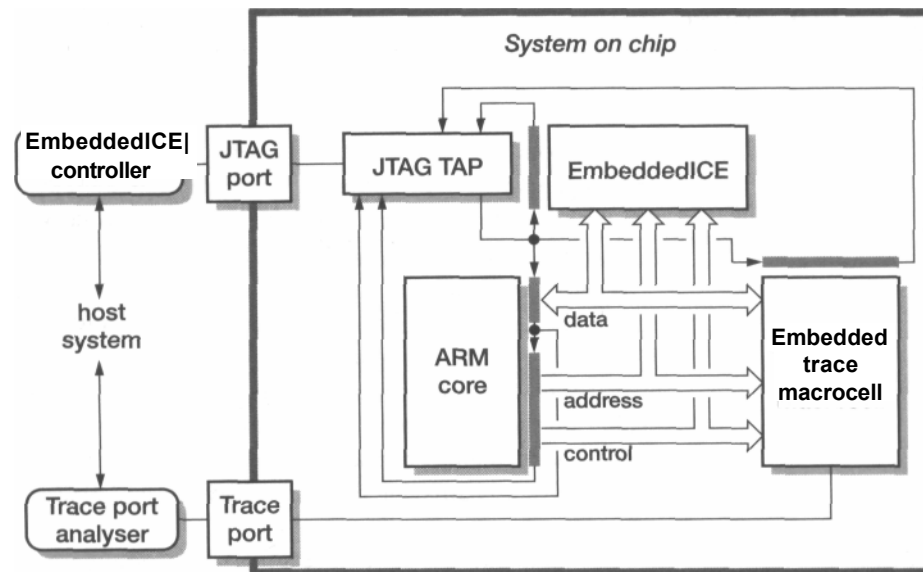 System on chip
EmbeddedICE|
controller
JTAG
port
JTAG TAP
EmbeddedICE
host
system
ARM
core
data
address
control
Embedded
trace
macrocell
Trace port
analyser
Trace
port